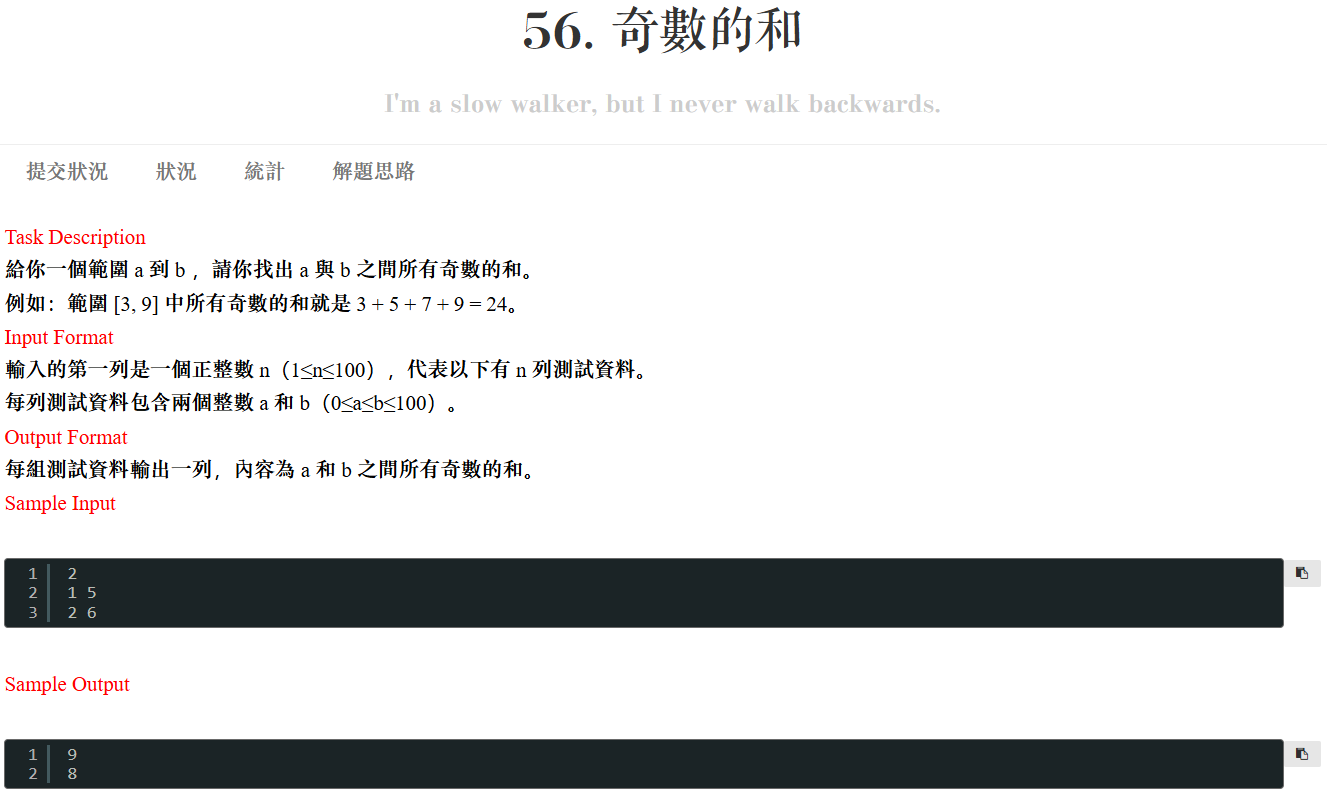 56. 奇數的和
I'm a slow walker, but I never walk backwards.
提交狀況 狀況 統計 解題思路
Task Description
給你一個範圍 a 到 b ，請你找出 a 與 b 之間所有奇數的和。
例如：範圍 [3, 9] 中所有奇數的和就是 3 + 5 + 7 + 9 = 24。
Input Format
輸入的第一列是一個正整數 n（1≤n≤100），代表以下有 n 列測試資料。
每列測試資料包含兩個整數 a 和 b（0≤a≤b≤100）。
Output Format
每組測試資料輸出一列，內容為 a 和 b 之間所有奇數的和。
Sample Input
1 2
2 1 5
3 2 6
Sample Output
1 9
2 8